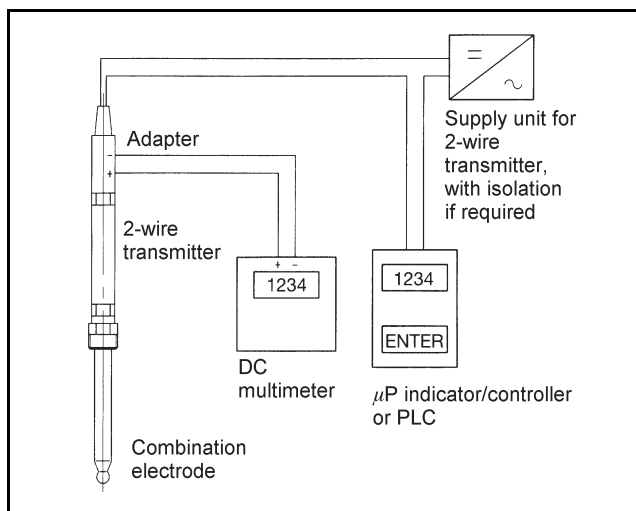 Adapter
−
+
2-wire
transmitter
+ −
1234
DC
multimeter
Combination
electrode
Supply unit for
2-wire
transmitter,
with isolation
if required
1234
ENTER
µP indicator/controller
or PLC